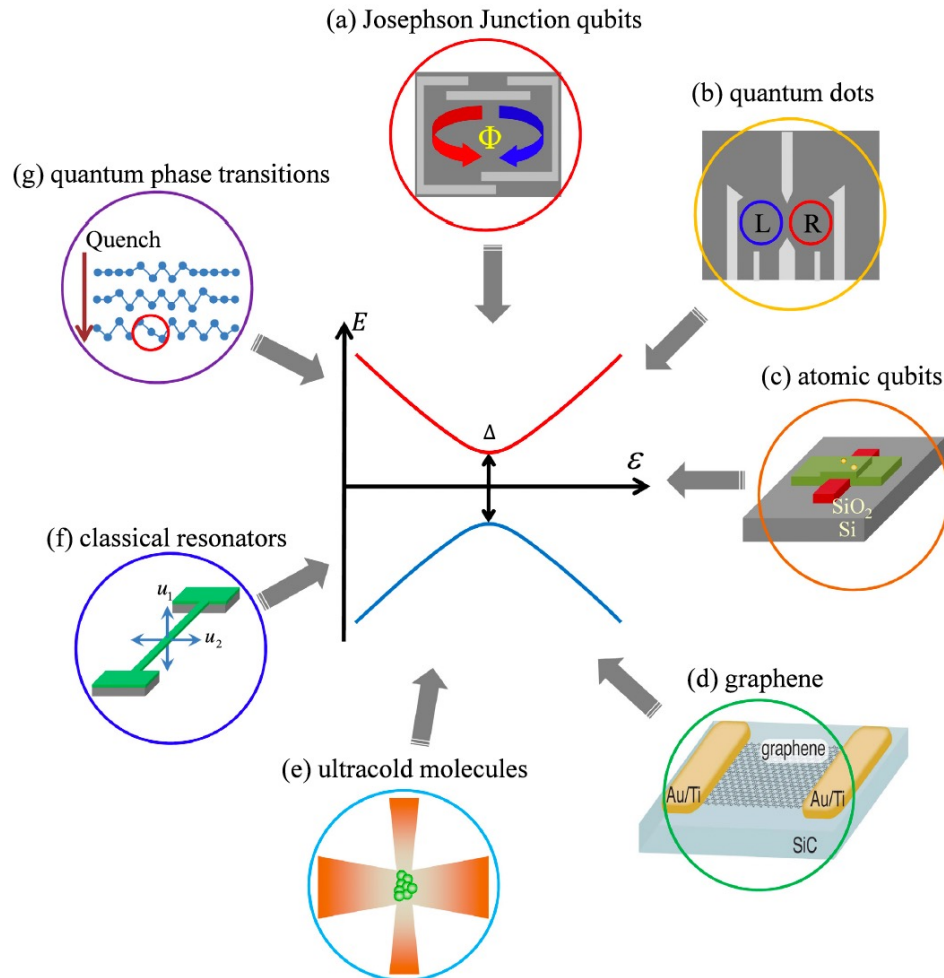 (a) Josephson Junction qubits
Φ
(b) quantum dots
L R
(g) quantum phase transitions
Quench
E
Δ
ε
(c) atomic qubits
SiO₂
Si
(f) classical resonators
u₁
u₂
(d) graphene
graphene
Au/Ti Au/Ti
SiC
(e) ultracold molecules